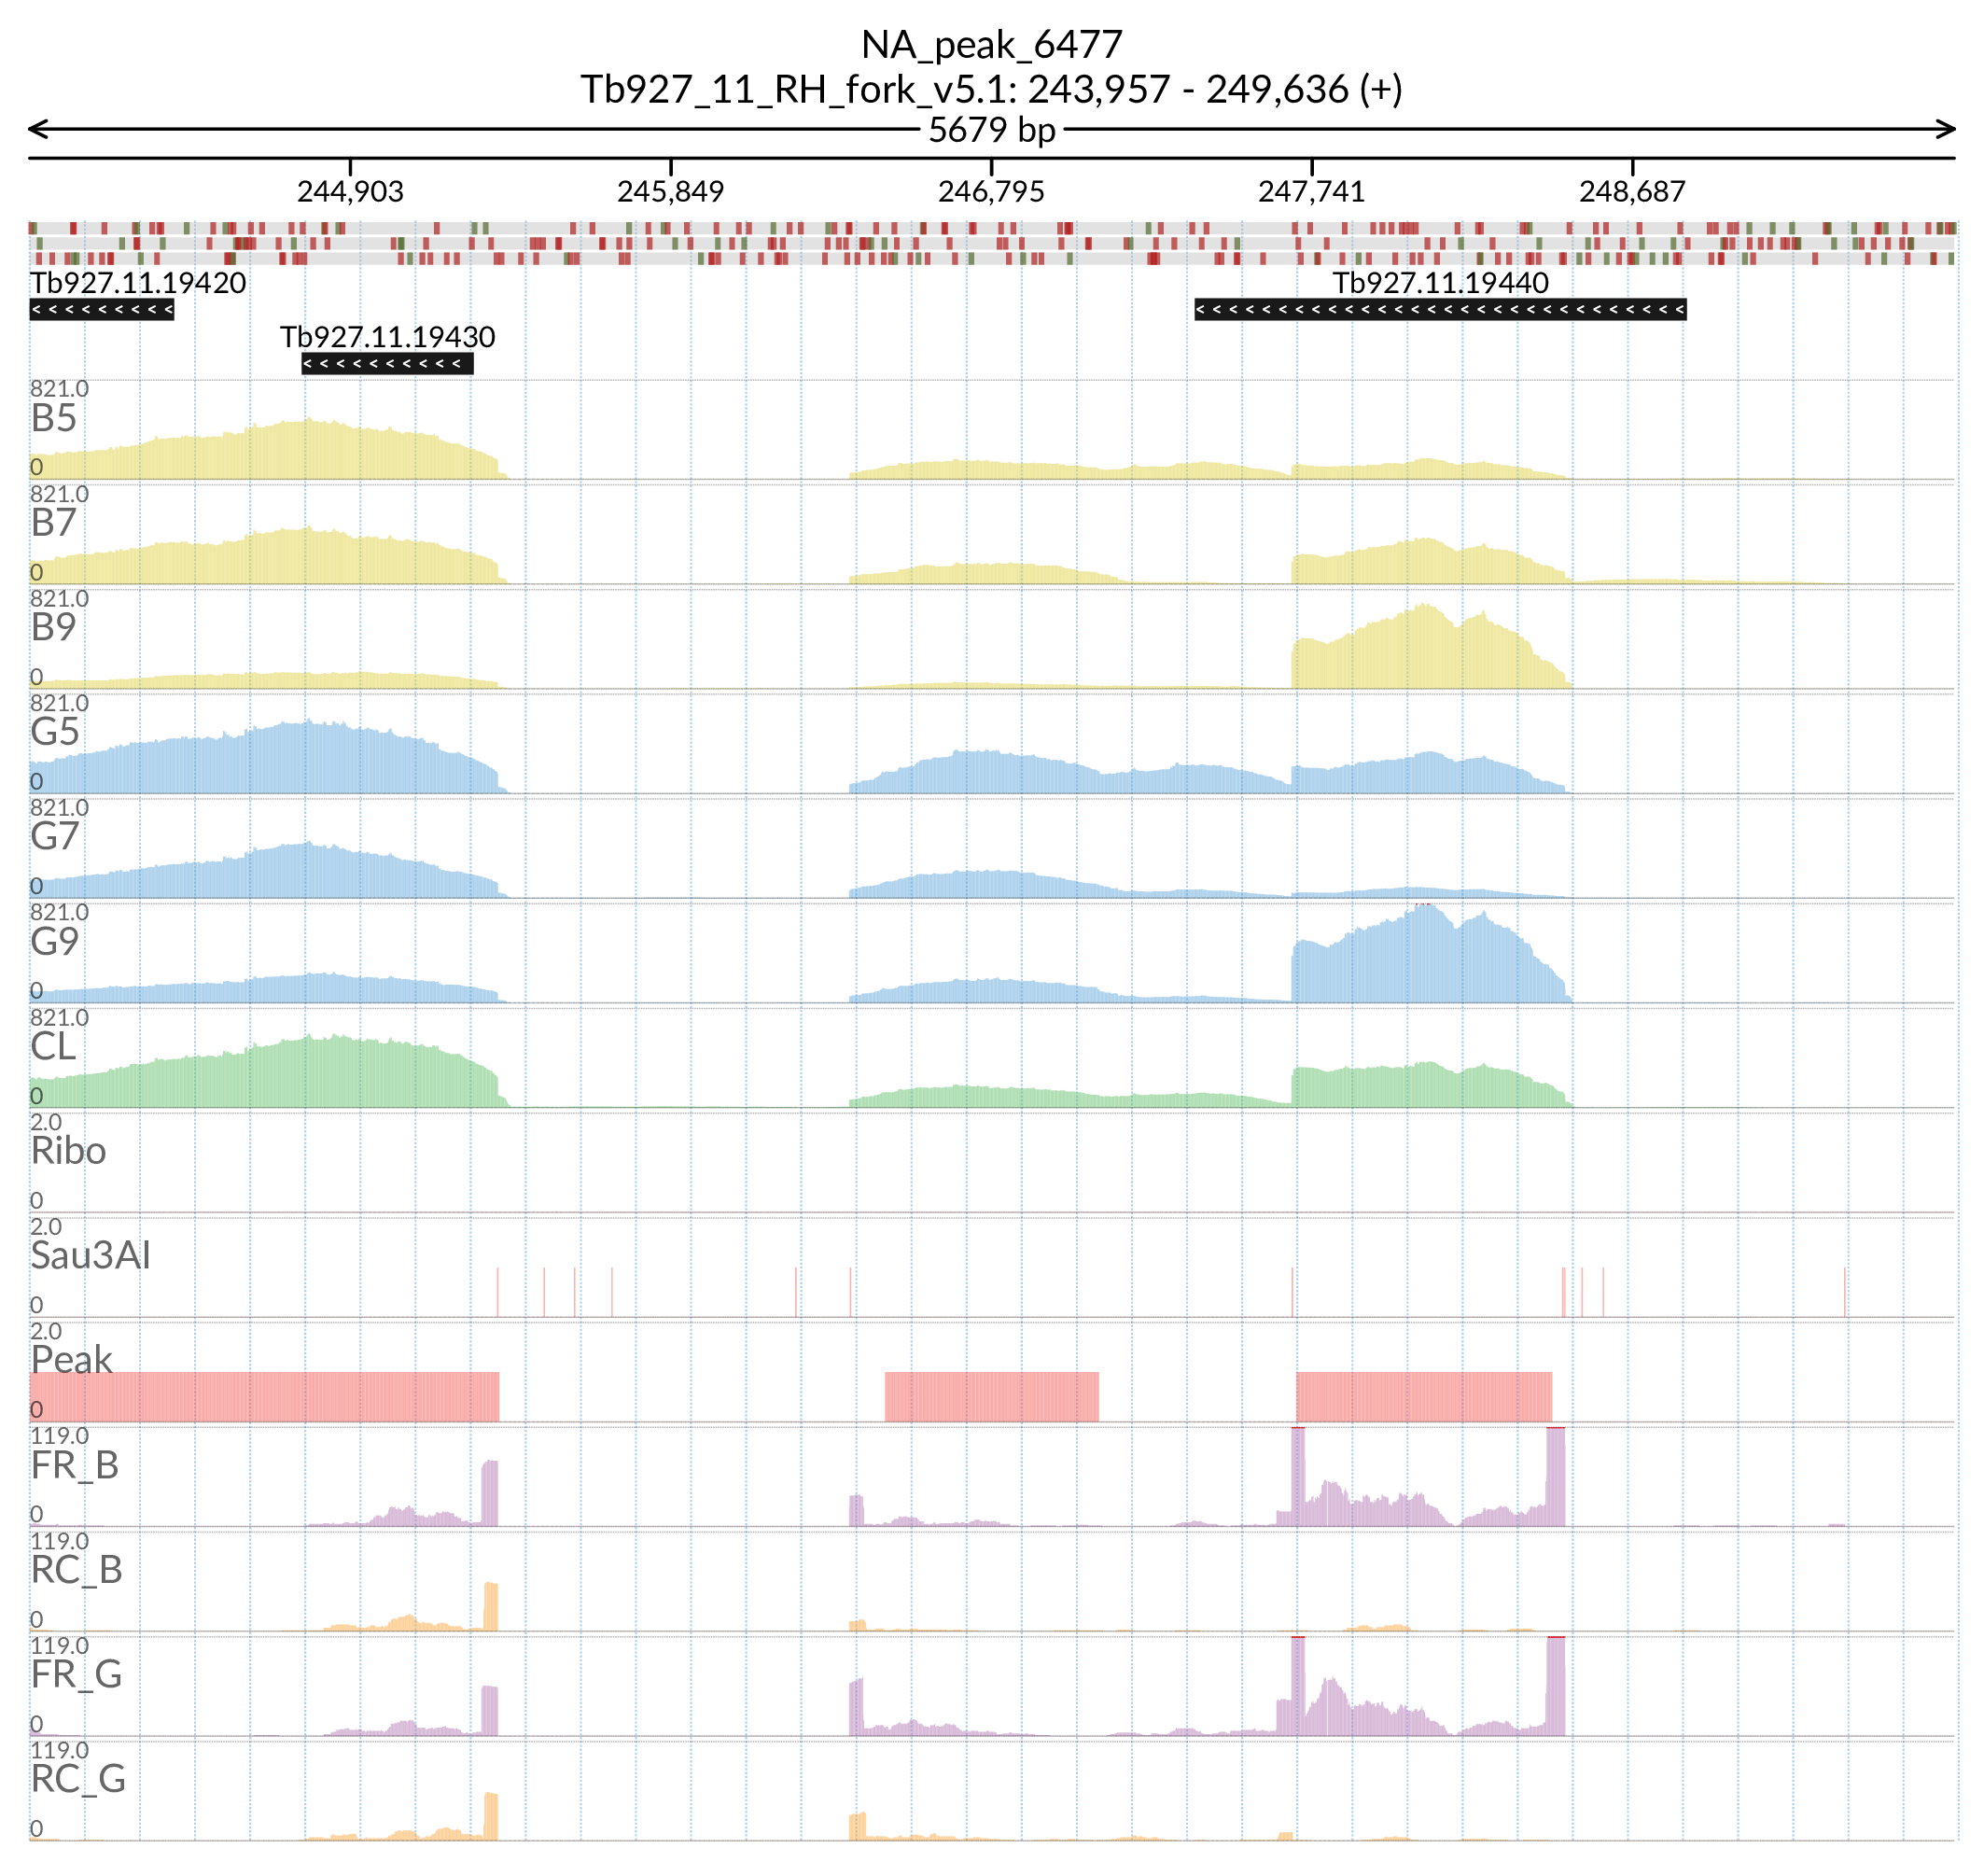 NA_peak_6477
Tb927_11_RH_fork_v5.1: 243,957 - 249,636 (+)
5679 bp
244,903 245,849 246,795 247,741 248,687
Tb927.11.19420 Tb927.11.19440
Tb927.11.19430
821.0
B5
0
821.0
B7
0
821.0
B9
0
821.0
G5
0
821.0
G7
0
821.0
G9
0
821.0
CL
0
2.0
Ribo
0
2.0
Sau3AI
0
2.0
Peak
0
119.0
FR_B
0
119.0
RC_B
0
119.0
FR_G
0
119.0
RC_G
0